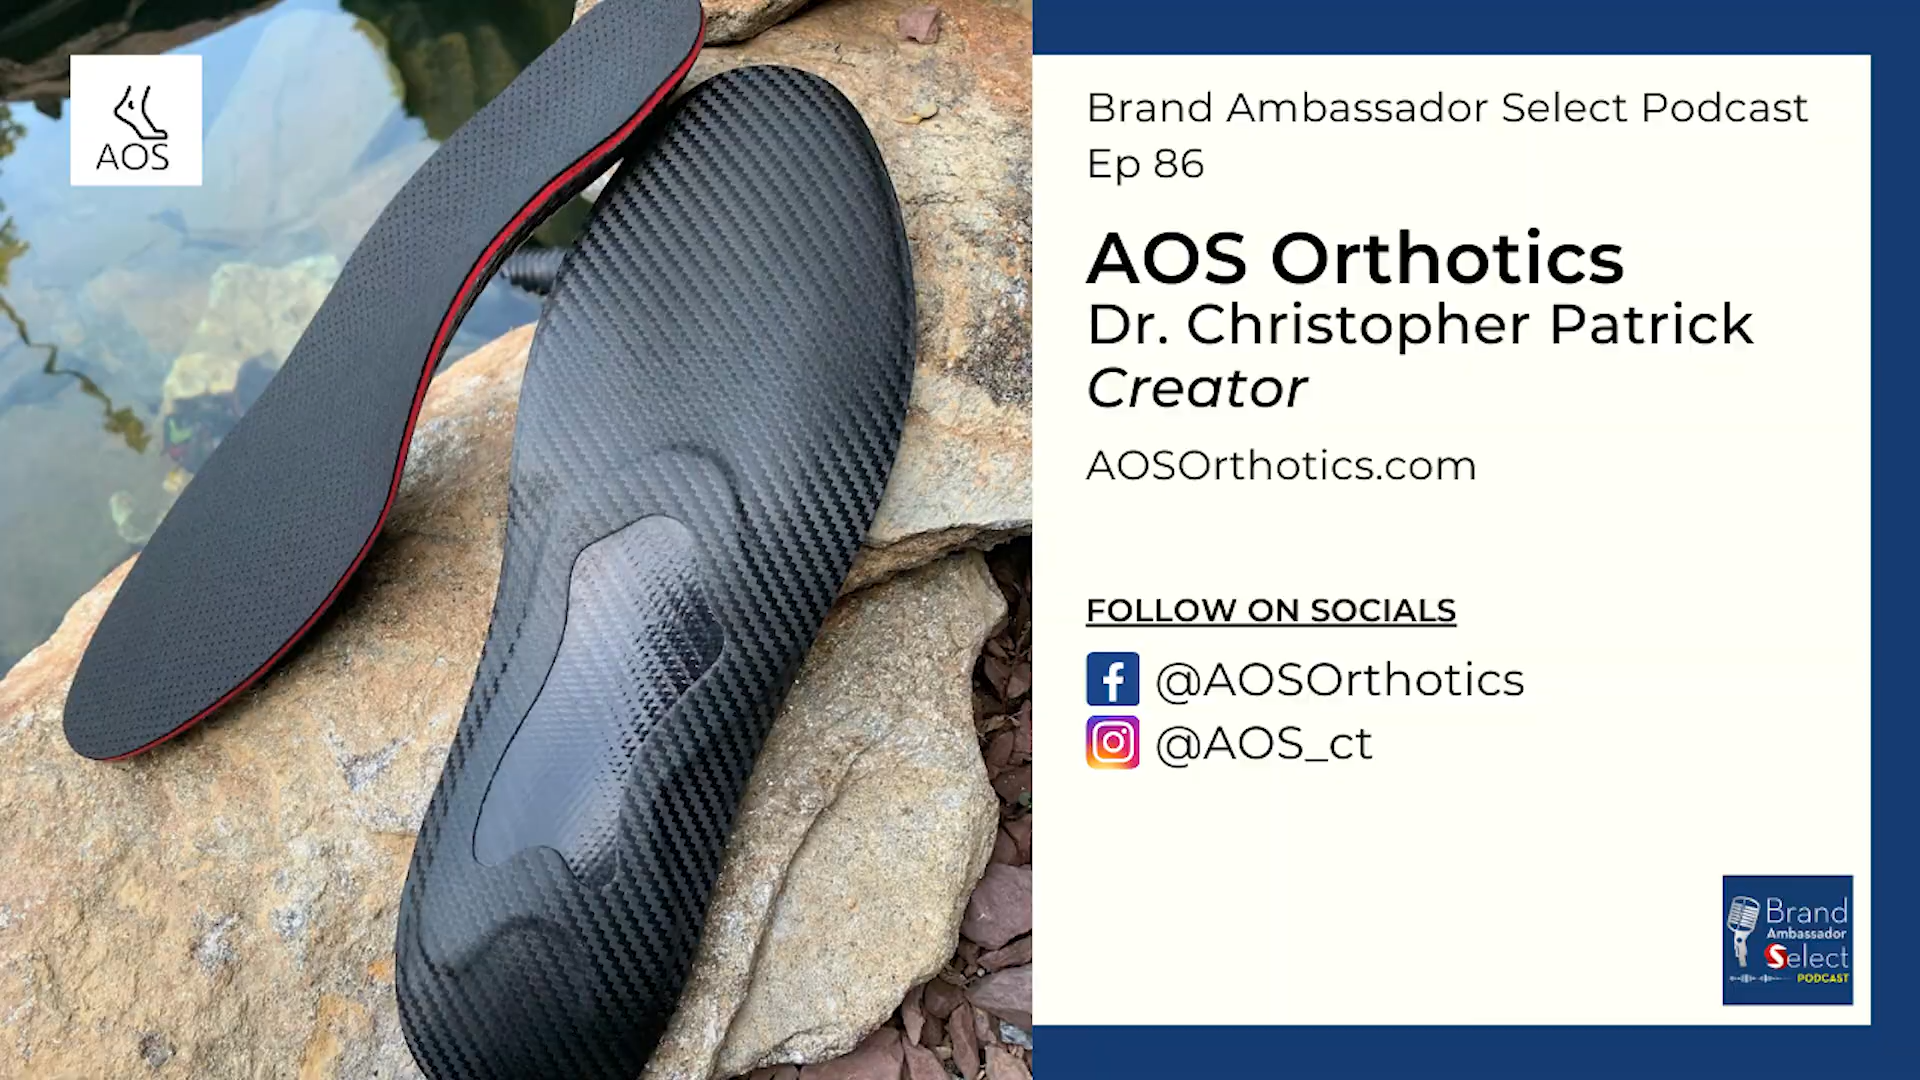 AOS
Brand Ambassador Select Podcast
Ep 86
AOS Orthotics
Dr. Christopher Patrick
Creator
AOSOrthotics.com
FOLLOW ON SOCIALS
@AOSOrthotics
@AOS_ct
Brand
Ambassador
Select
PODCAST